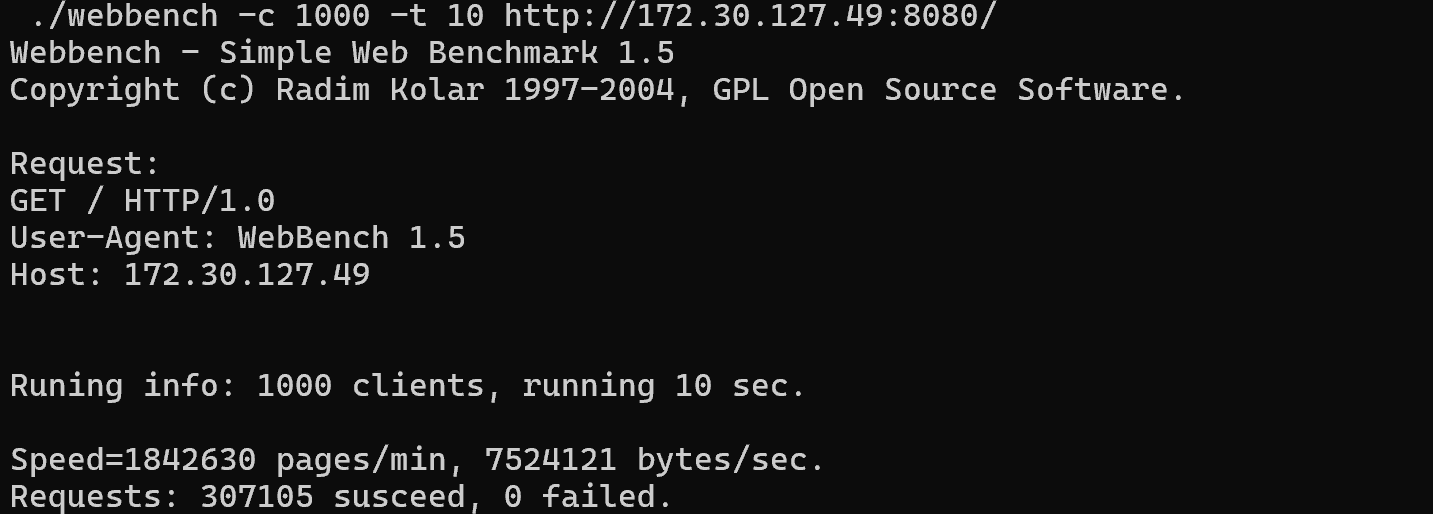 ./webbench -c 1000 -t 10 http://172.30.127.49:8080/
Webbench - Simple Web Benchmark 1.5
Copyright (c) Radim Kolar 1997-2004, GPL Open Source Software.
Request:
GET / HTTP/1.0
User-Agent: WebBench 1.5
Host: 172.30.127.49
Runing info: 1000 clients, running 10 sec.
Speed=1842630 pages/min, 7524121 bytes/sec.
Requests: 307105 susceed, 0 failed.